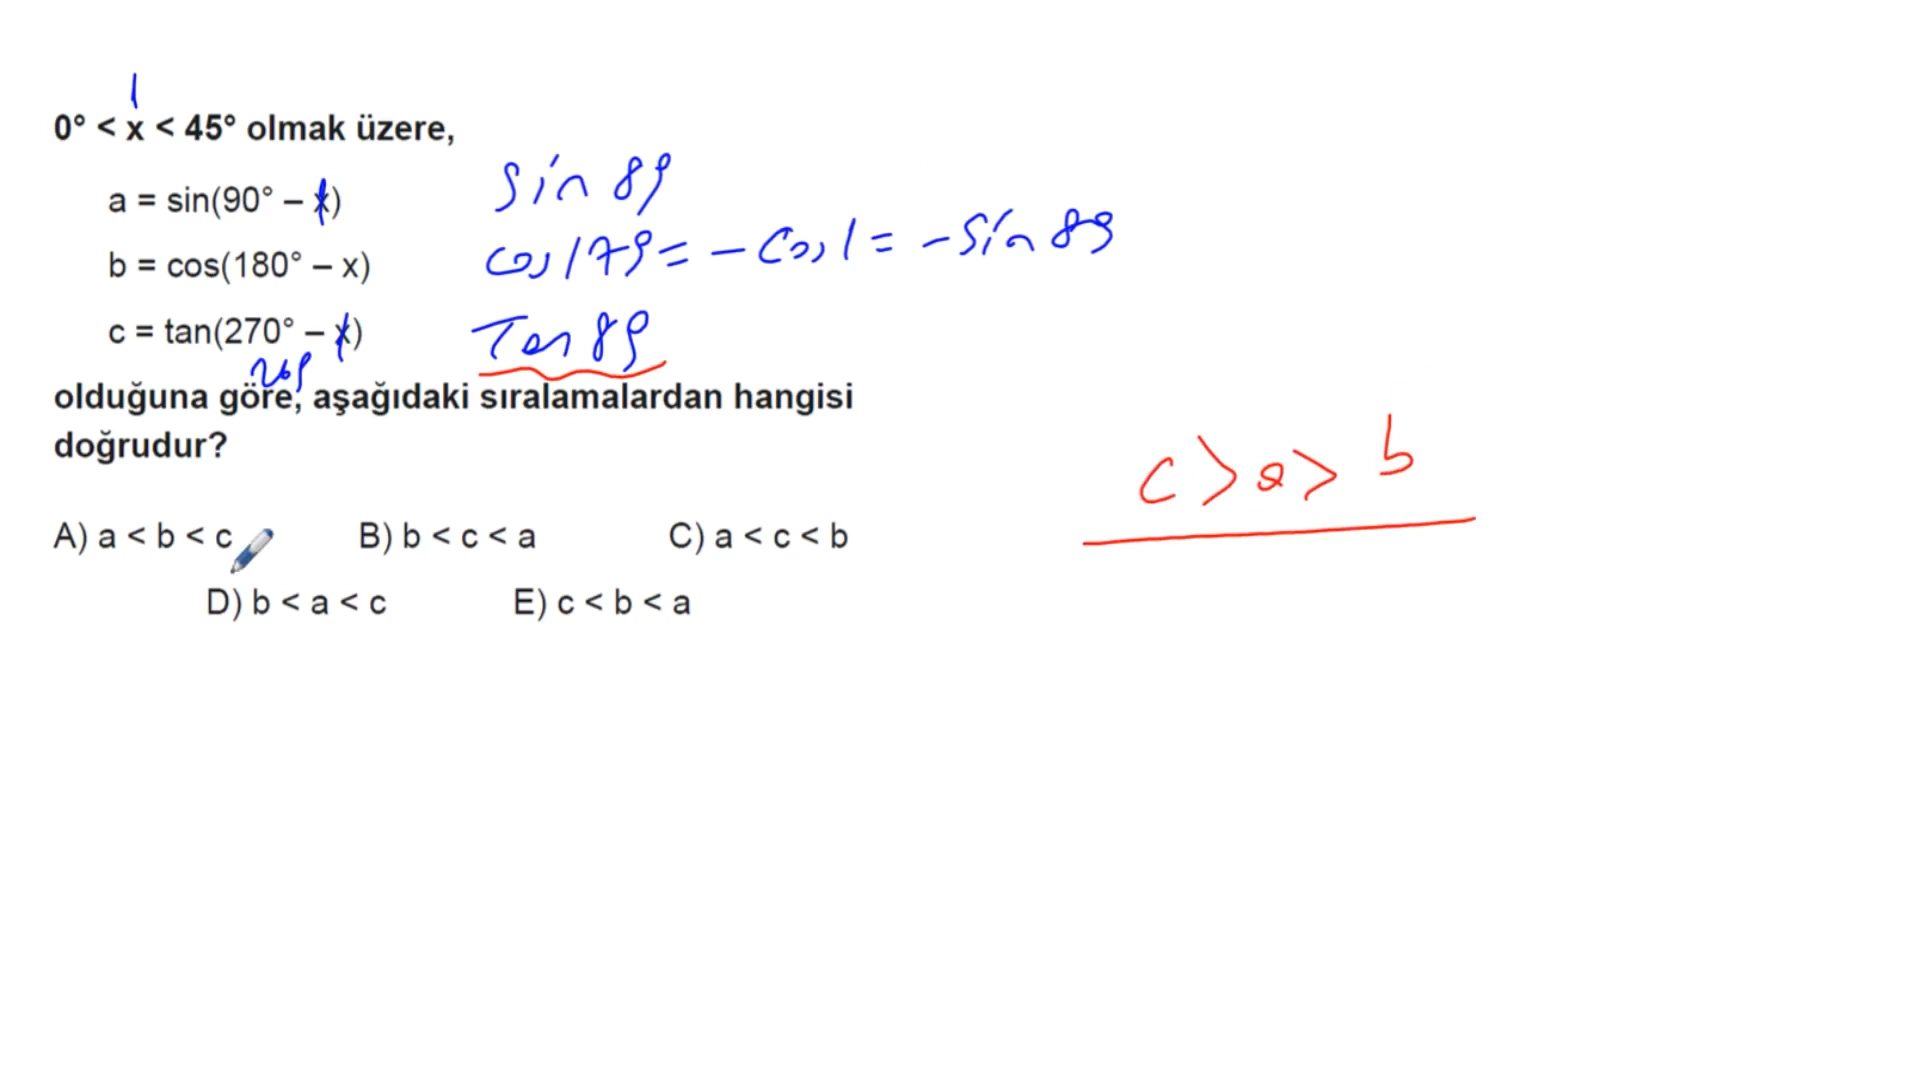 1
0° < x < 45° olmak üzere,
a = sin(90° – x) sin 89
b = cos(180° – x) cos 179 = - cos 1 = - sin 89
c = tan(270° – x) Tan 89
269
olduğuna göre, aşağıdaki sıralamalardan hangisi
doğrudur?
c > a > b
A) a < b < c B) b < c < a C) a < c < b
D) b < a < c E) c < b < a